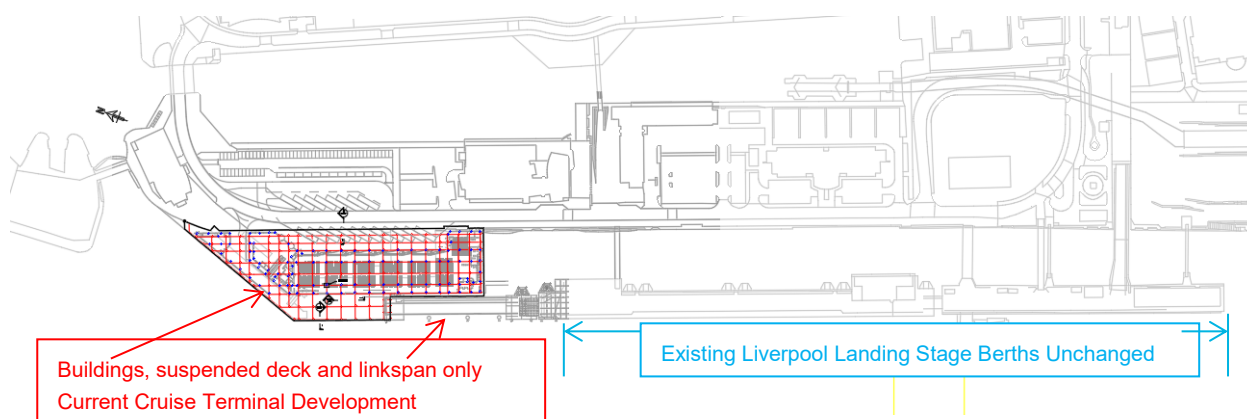 Existing Liverpool Landing Stage Berths Unchanged
Buildings, suspended deck and linkspan only
Current Cruise Terminal Development